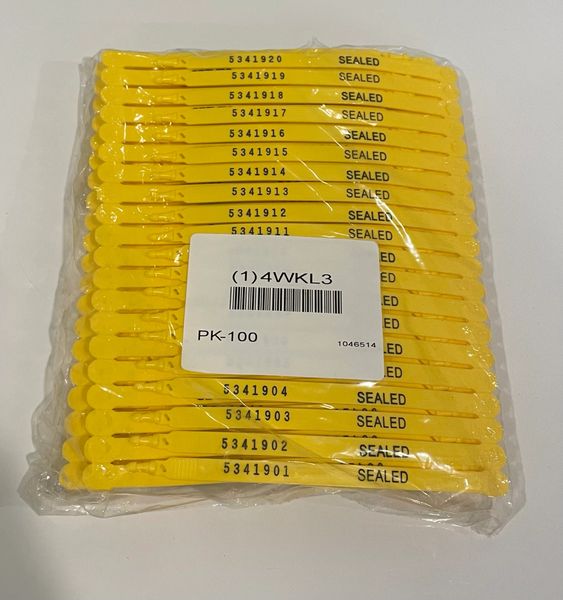 5341920 SEALED
5341919 SEALED
5341918 SEALED
5341917 SEALED
5341916 SEALED
5341915 SEALED
5341914 SEALED
5341913 SEALED
5341912 SEALED
5341911 SEALED
(1)4WKL3
PK-100 1046514
5341904 SEALED
5341903 SEALED
5341902 SEALED
5341901 SEALED